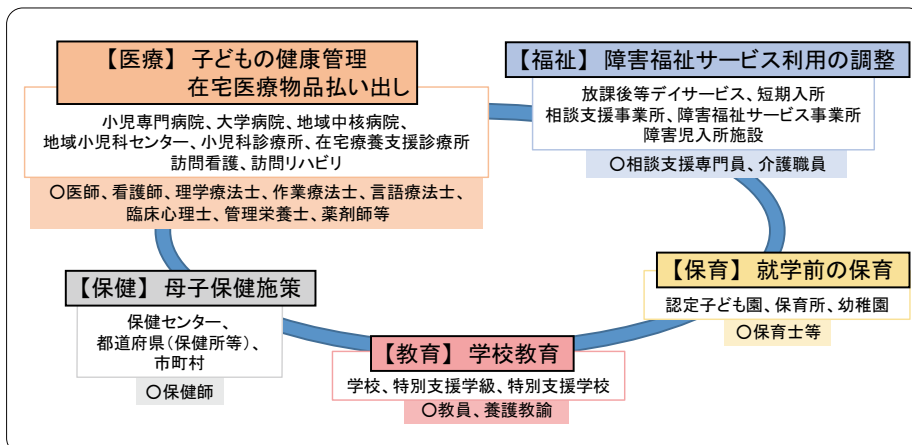 【医療】 子どもの健康管理
在宅医療物品払い出し
小児専門病院、大学病院、地域中核病院、
地域小児科センター、小児科診療所、在宅療養支援診療所
訪問看護、訪問リハビリ
○医師、看護師、理学療法士、作業療法士、言語療法士、
臨床心理士、管理栄養士、薬剤師等
【福祉】 障害福祉サービス利用の調整
放課後等デイサービス、短期入所
相談支援事業所、障害福祉サービス事業所
障害児入所施設
○相談支援専門員、介護職員
【保健】 母子保健施策
保健センター、
都道府県(保健所等)、
市町村
○保健師
【教育】 学校教育
学校、特別支援学級、特別支援学校
○教員、養護教諭
【保育】 就学前の保育
認定子ども園、保育所、幼稚園
○保育士等